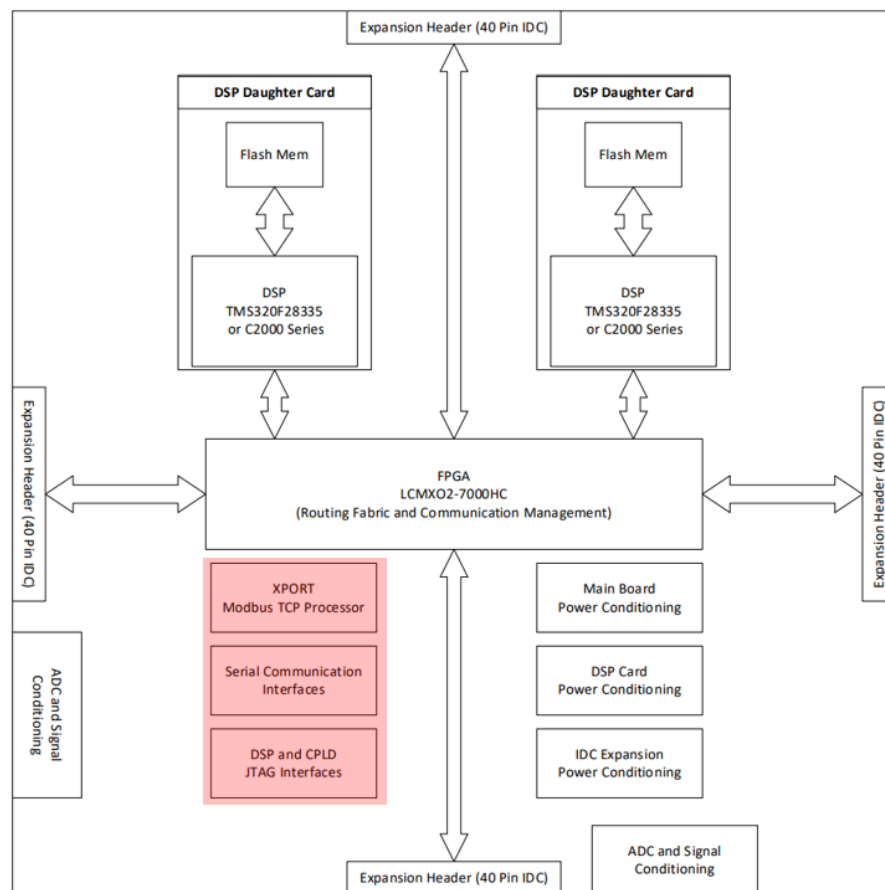 Expansion Header (40 Pin IDC)
DSP Daughter Card
Flash Mem
DSP
TMS320F28335
or C2000 Series
DSP Daughter Card
Flash Mem
DSP
TMS320F28335
or C2000 Series
Expansion Header (40 Pin IDC)
FPGA
LCMXO2-7000HC
(Routing Fabric and Communication Management)
Expansion Header (40 Pin IDC)
XPORT
Modbus TCP Processor
Main Board
Power Conditioning
ADC and Signal
Conditioning
Serial Communication
Interfaces
DSP Card
Power Conditioning
DSP and CPLD
JTAG Interfaces
IDC Expansion
Power Conditioning
Expansion Header (40 Pin IDC)
ADC and Signal
Conditioning